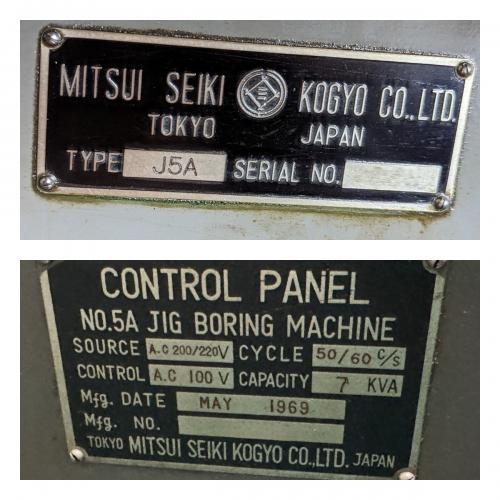 MITSUI SEIKI KOGYO CO.,LTD.
TOKYO JAPAN
TYPE J5A SERIAL NO.
CONTROL PANEL
NO.5A JIG BORING MACHINE
SOURCE A.C 200/220V CYCLE 50/60 C/S
CONTROL A.C 100 V CAPACITY 7 KVA
Mfg. DATE MAY 1969
Mfg. NO.
TOKYO MITSUI SEIKI KOGYO CO.,LTD. JAPAN